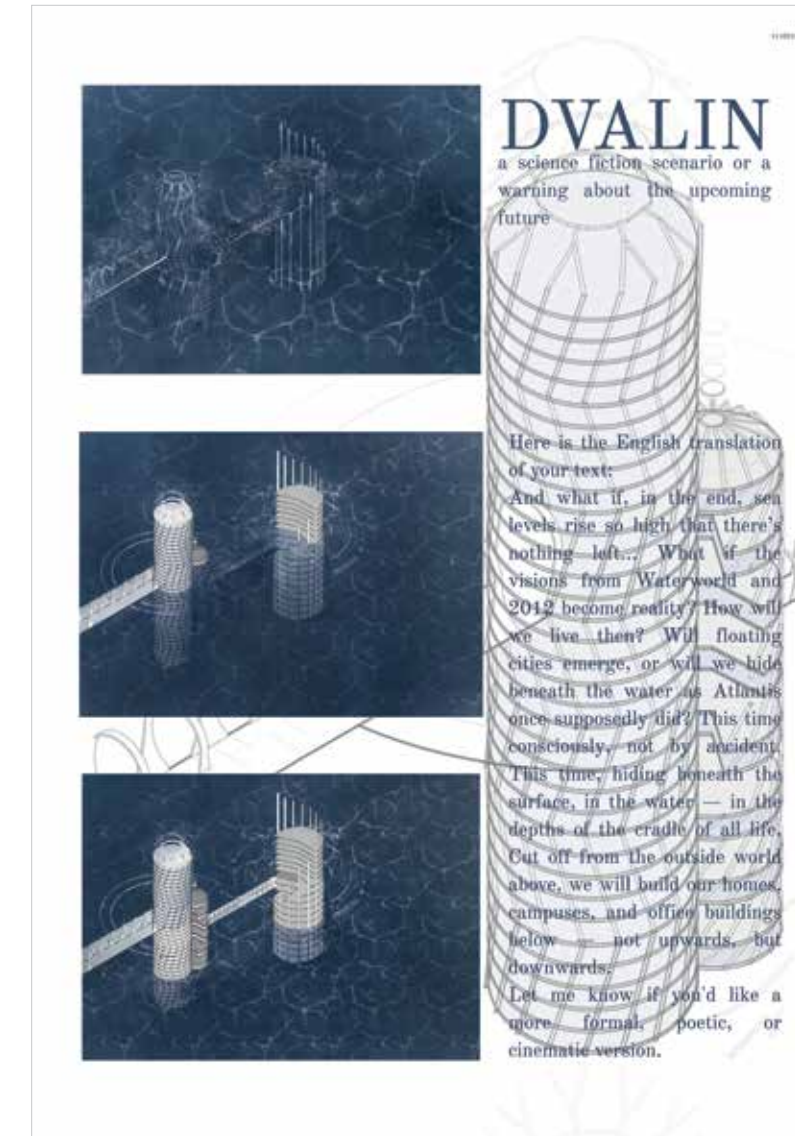 DVALIN
a science fiction scenario or a
warning about the upcoming
future
Here is the English translation
of your text:
And what if, in the end, sea
levels rise so high that there's
nothing left... What if the
visions from Waterworld and
2012 become reality? How will
we live then? Will floating
cities emerge, or will we hide
beneath the water as Atlantis
once supposedly did? This time
consciously, not by accident.
This time, hiding beneath the
surface, in the water — in the
depths of the cradle of all life.
Cut off from the outside world
above, we will build our homes,
campuses, and office buildings
below — not upwards, but
downwards.
Let me know if you'd like a
more formal, poetic, or
cinematic version.